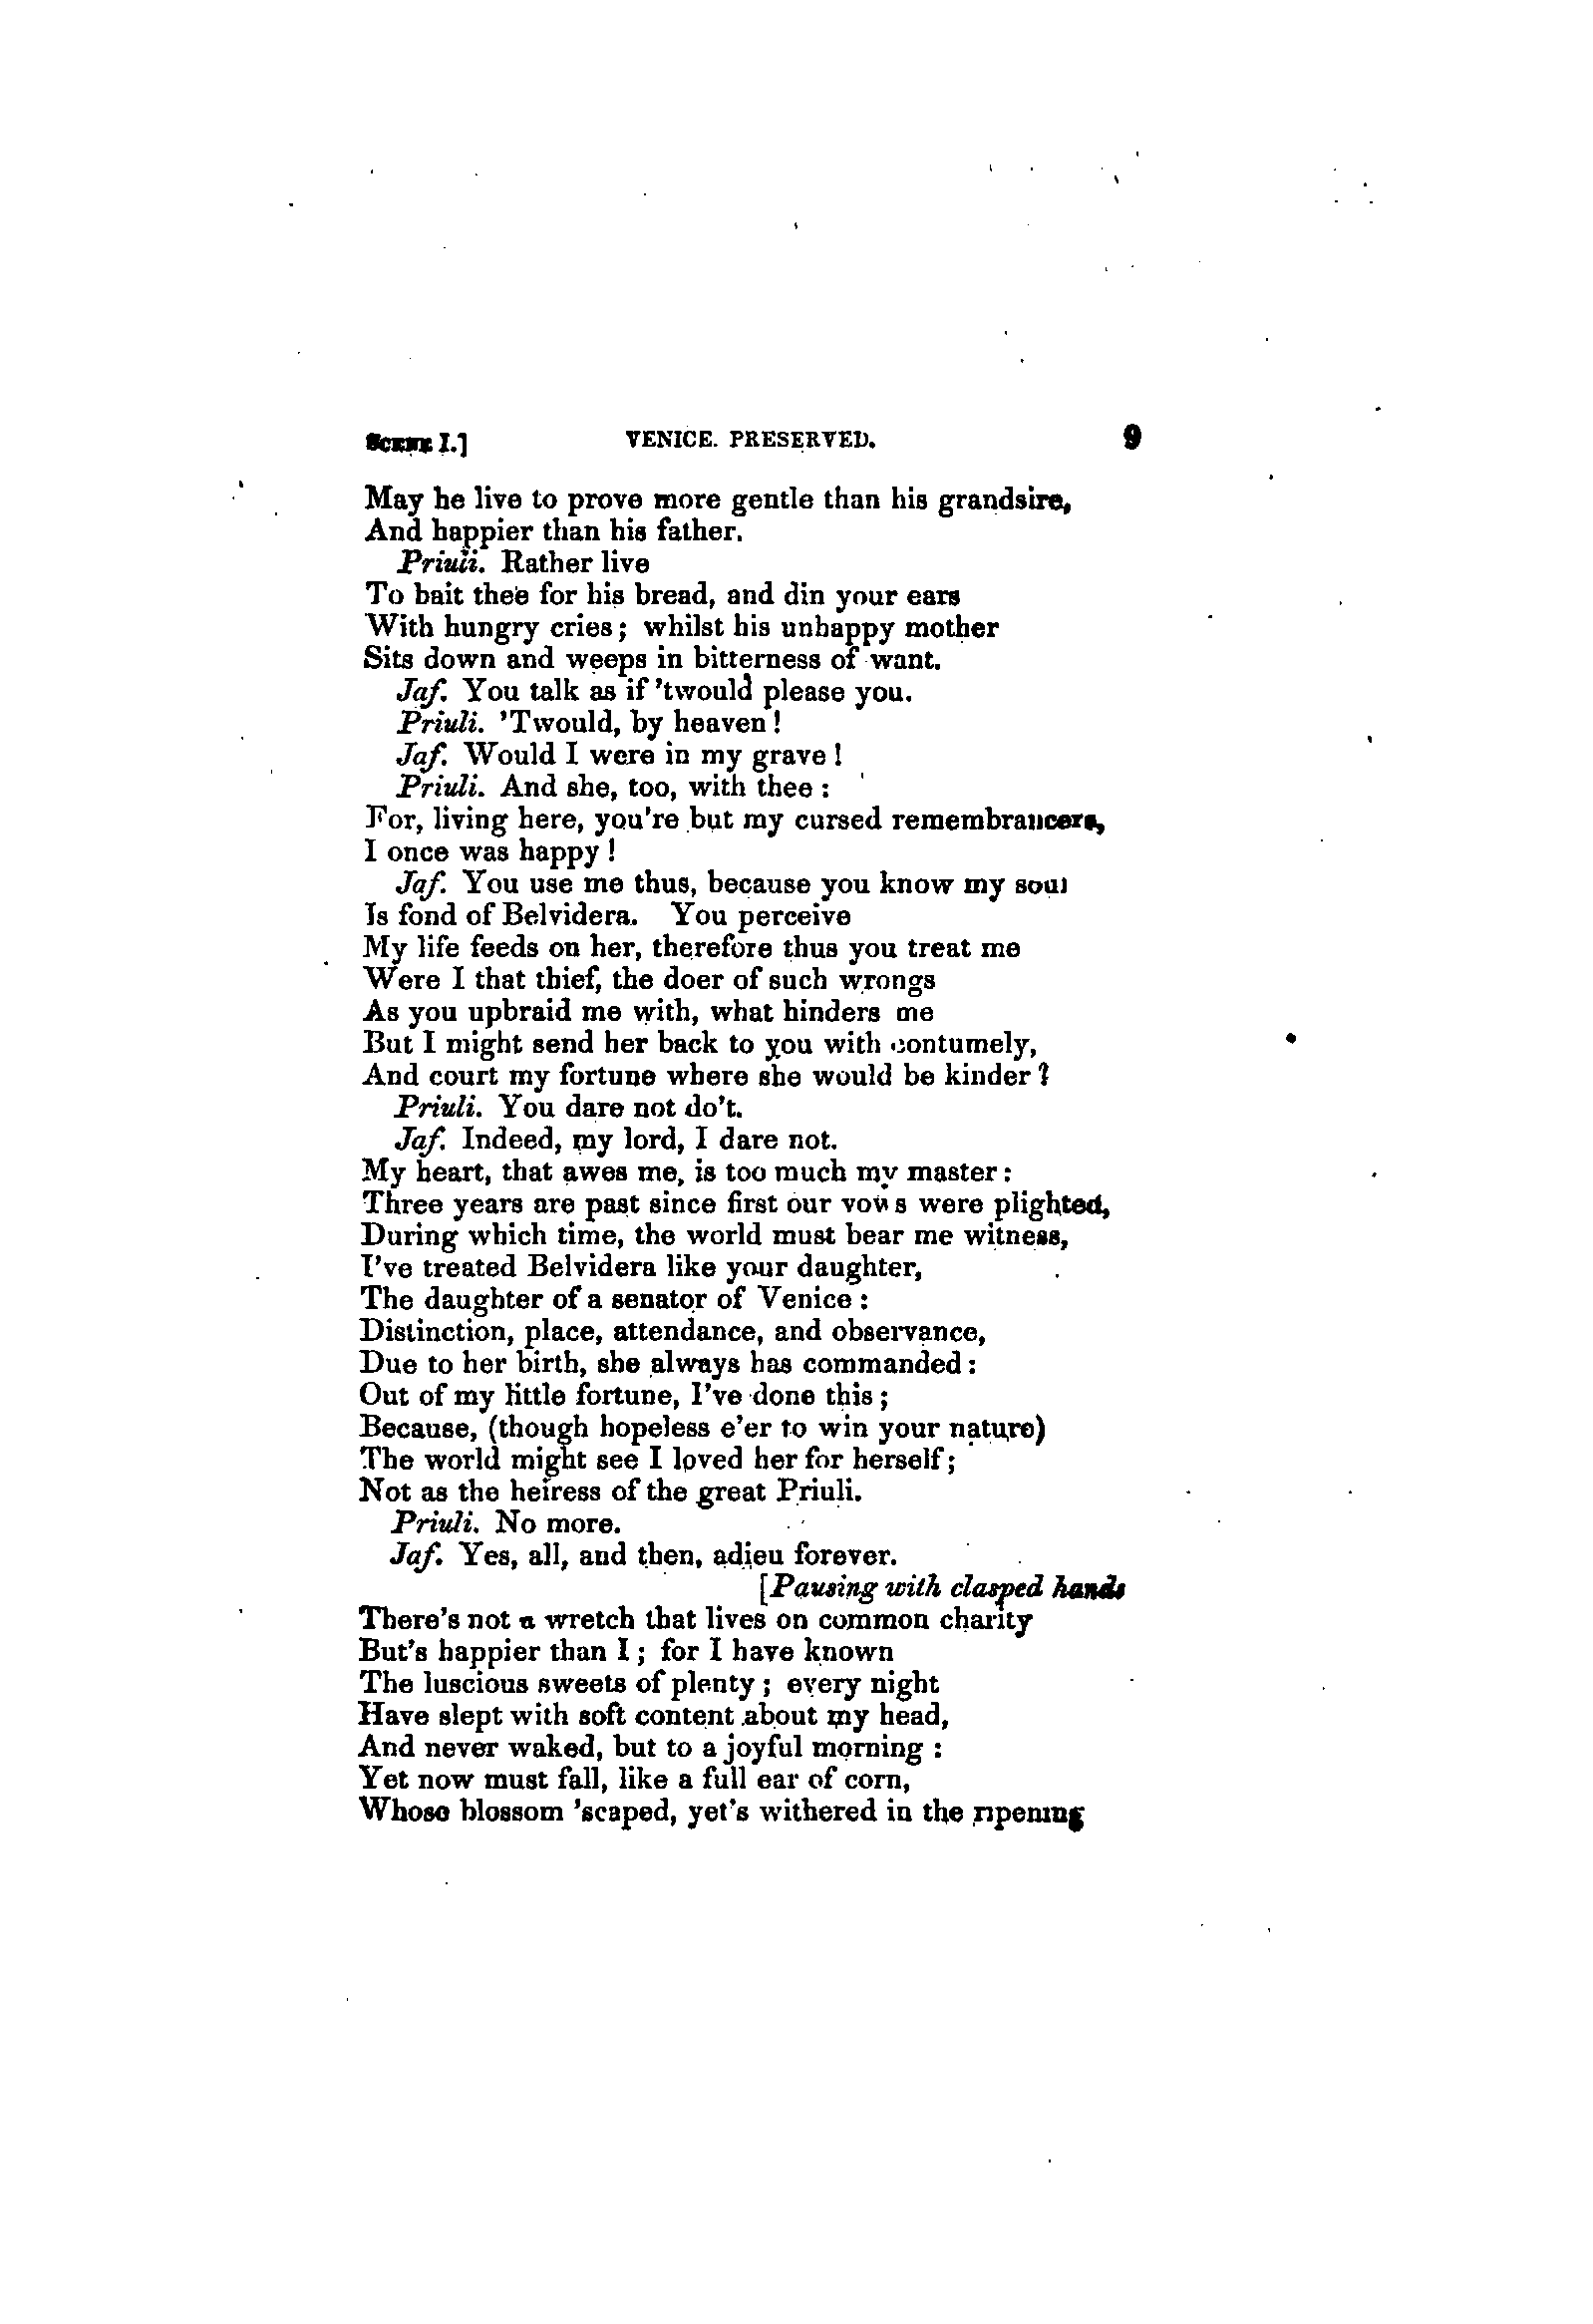 SCENE I.] VENICE. PRESERVED. 9
May he live to prove more gentle than his grandsire,
And happier than his father.
Priuli. Rather live
To bait thee for his bread, and din your ears
With hungry cries; whilst his unhappy mother
Sits down and weeps in bitterness of want.
Jaf. You talk as if 'twould please you.
Priuli. 'Twould, by heaven!
Jaf. Would I were in my grave!
Priuli. And she, too, with thee:
For, living here, you're but my cursed remembrancers,
I once was happy!
Jaf. You use me thus, because you know my soul
Is fond of Belvidera. You perceive
My life feeds on her, therefore thus you treat me
Were I that thief, the doer of such wrongs
As you upbraid me with, what hinders me
But I might send her back to you with contumely,
And court my fortune where she would be kinder?
Priuli. You dare not do't.
Jaf. Indeed, my lord, I dare not.
My heart, that awes me, is too much my master:
Three years are past since first our vows were plighted,
During which time, the world must bear me witness,
I've treated Belvidera like your daughter,
The daughter of a senator of Venice:
Distinction, place, attendance, and observance,
Due to her birth, she always has commanded:
Out of my little fortune, I've done this;
Because, (though hopeless e'er to win your nature)
The world might see I loved her for herself;
Not as the heiress of the great Priuli.
Priuli. No more.
Jaf. Yes, all, and then, adieu forever.
[Pausing with clasped hands
There's not a wretch that lives on common charity
But's happier than I; for I have known
The luscious sweets of plenty; every night
Have slept with soft content about my head,
And never waked, but to a joyful morning:
Yet now must fall, like a full ear of corn,
Whose blossom 'scaped, yet's withered in the ripening